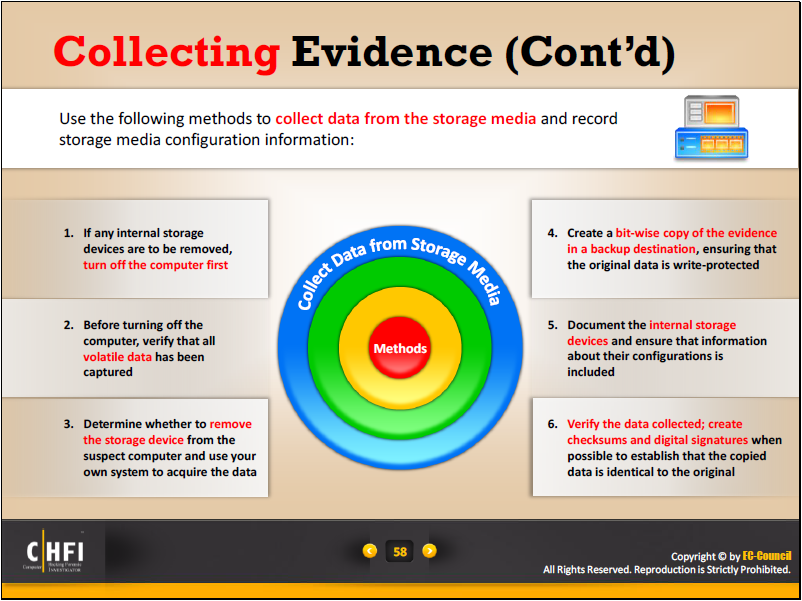 Collecting Evidence (Cont’d)
Use the following methods to collect data from the storage media and record
storage media configuration information:
1. If any internal storage
devices are to be removed,
turn off the computer first
2. Before turning off the
computer, verify that all
volatile data has been
captured
3. Determine whether to remove
the storage device from the
suspect computer and use your
own system to acquire the data
Collect Data from Storage Media
Methods
4. Create a bit-wise copy of the evidence
in a backup destination, ensuring that
the original data is write-protected
5. Document the internal storage
devices and ensure that information
about their configurations is
included
6. Verify the data collected; create
checksums and digital signatures when
possible to establish that the copied
data is identical to the original
CHFI
Computer Hacking Forensic
INVESTIGATOR
58
Copyright © by EC-Council
All Rights Reserved. Reproduction is Strictly Prohibited.